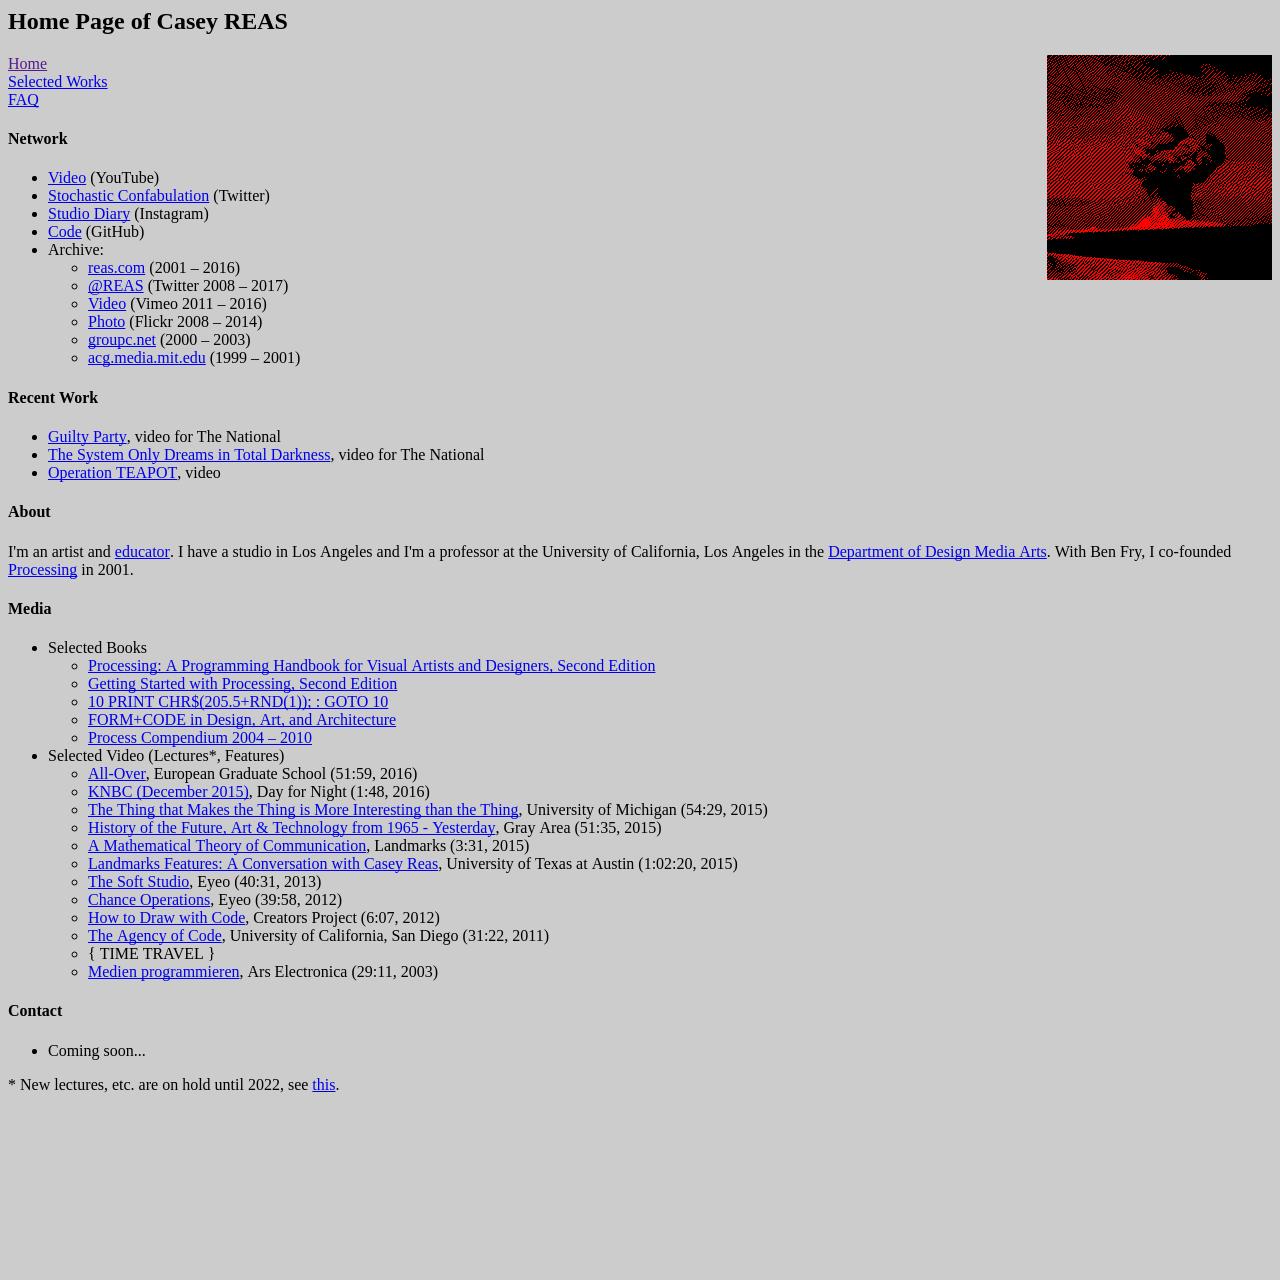 Home Page of Casey REAS
Home
Selected Works
FAQ
Network
Video (YouTube)
Stochastic Confabulation (Twitter)
Studio Diary (Instagram)
Code (GitHub)
Archive:
reas.com (2001 – 2016)
@REAS (Twitter 2008 – 2017)
Video (Vimeo 2011 – 2016)
Photo (Flickr 2008 – 2014)
groupc.net (2000 – 2003)
acg.media.mit.edu (1999 – 2001)
Recent Work
Guilty Party, video for The National
The System Only Dreams in Total Darkness, video for The National
Operation TEAPOT, video
About
I'm an artist and educator. I have a studio in Los Angeles and I'm a professor at the University of California, Los Angeles in the Department of Design Media Arts. With Ben Fry, I co-founded
Processing in 2001.
Media
Selected Books
Processing: A Programming Handbook for Visual Artists and Designers, Second Edition
Getting Started with Processing, Second Edition
10 PRINT CHR$(205.5+RND(1)); : GOTO 10
FORM+CODE in Design, Art, and Architecture
Process Compendium 2004 – 2010
Selected Video (Lectures*, Features)
All-Over, European Graduate School (51:59, 2016)
KNBC (December 2015), Day for Night (1:48, 2016)
The Thing that Makes the Thing is More Interesting than the Thing, University of Michigan (54:29, 2015)
History of the Future, Art & Technology from 1965 - Yesterday, Gray Area (51:35, 2015)
A Mathematical Theory of Communication, Landmarks (3:31, 2015)
Landmarks Features: A Conversation with Casey Reas, University of Texas at Austin (1:02:20, 2015)
The Soft Studio, Eyeo (40:31, 2013)
Chance Operations, Eyeo (39:58, 2012)
How to Draw with Code, Creators Project (6:07, 2012)
The Agency of Code, University of California, San Diego (31:22, 2011)
{ TIME TRAVEL }
Medien programmieren, Ars Electronica (29:11, 2003)
Contact
Coming soon...
* New lectures, etc. are on hold until 2022, see this.